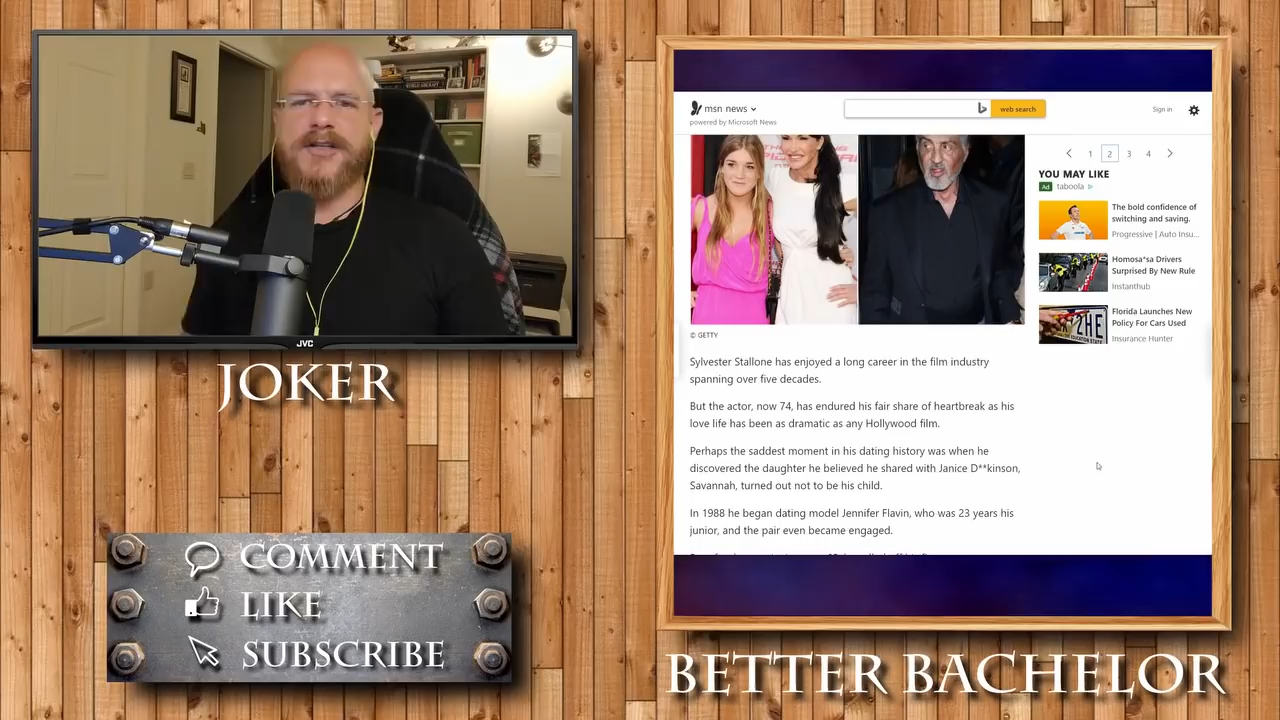 JVC
JOKER
COMMENT
LIKE
SUBSCRIBE
msn news
powered by Microsoft News
web search
Sign in
1 2 3 4
YOU MAY LIKE
Ad taboola
The bold confidence of
switching and saving.
Progressive | Auto Insu...
Homosa*sa Drivers
Surprised By New Rule
Instanthub
Florida Launches New
Policy For Cars Used
Insurance Hunter
© GETTY
Sylvester Stallone has enjoyed a long career in the film industry
spanning over five decades.
But the actor, now 74, has endured his fair share of heartbreak as his
love life has been as dramatic as any Hollywood film.
Perhaps the saddest moment in his dating history was when he
discovered the daughter he believed he shared with Janice D**kinson,
Savannah, turned out not to be his child.
In 1988 he began dating model Jennifer Flavin, who was 23 years his
junior, and the pair even became engaged.
BETTER BACHELOR